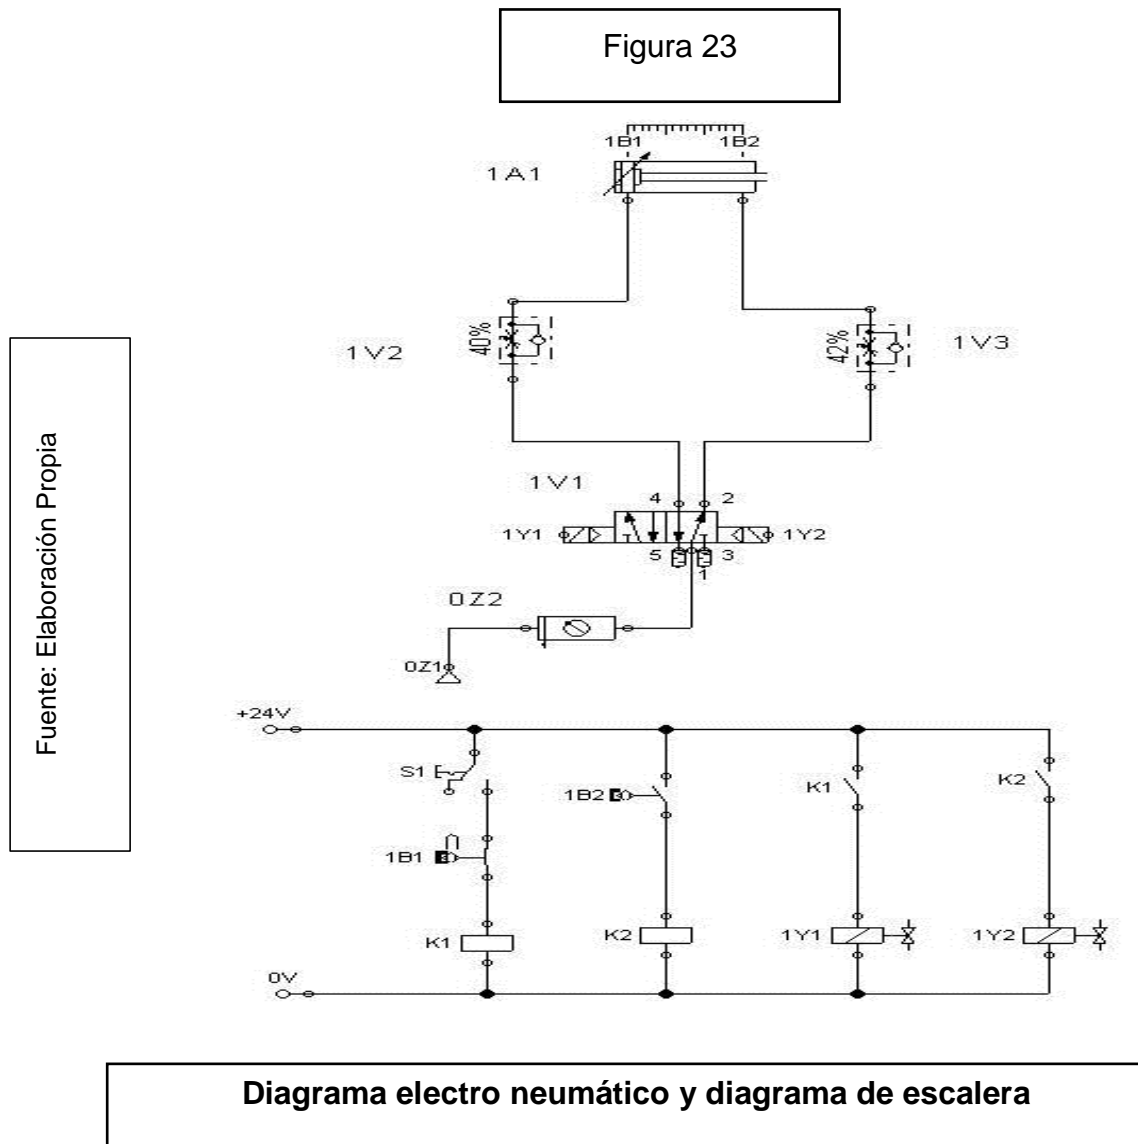 Figura 23
1B1 1B2
1A1
40%
1V2
42%
1V3
1V1
4 2
1Y1 1Y2
5 3
1
0Z2
0Z1
Fuente: Elaboración Propia
+24V
S1
1B2
K1
K2
1B1
K1
K2
1Y1
1Y2
0V
Diagrama electro neumático y diagrama de escalera